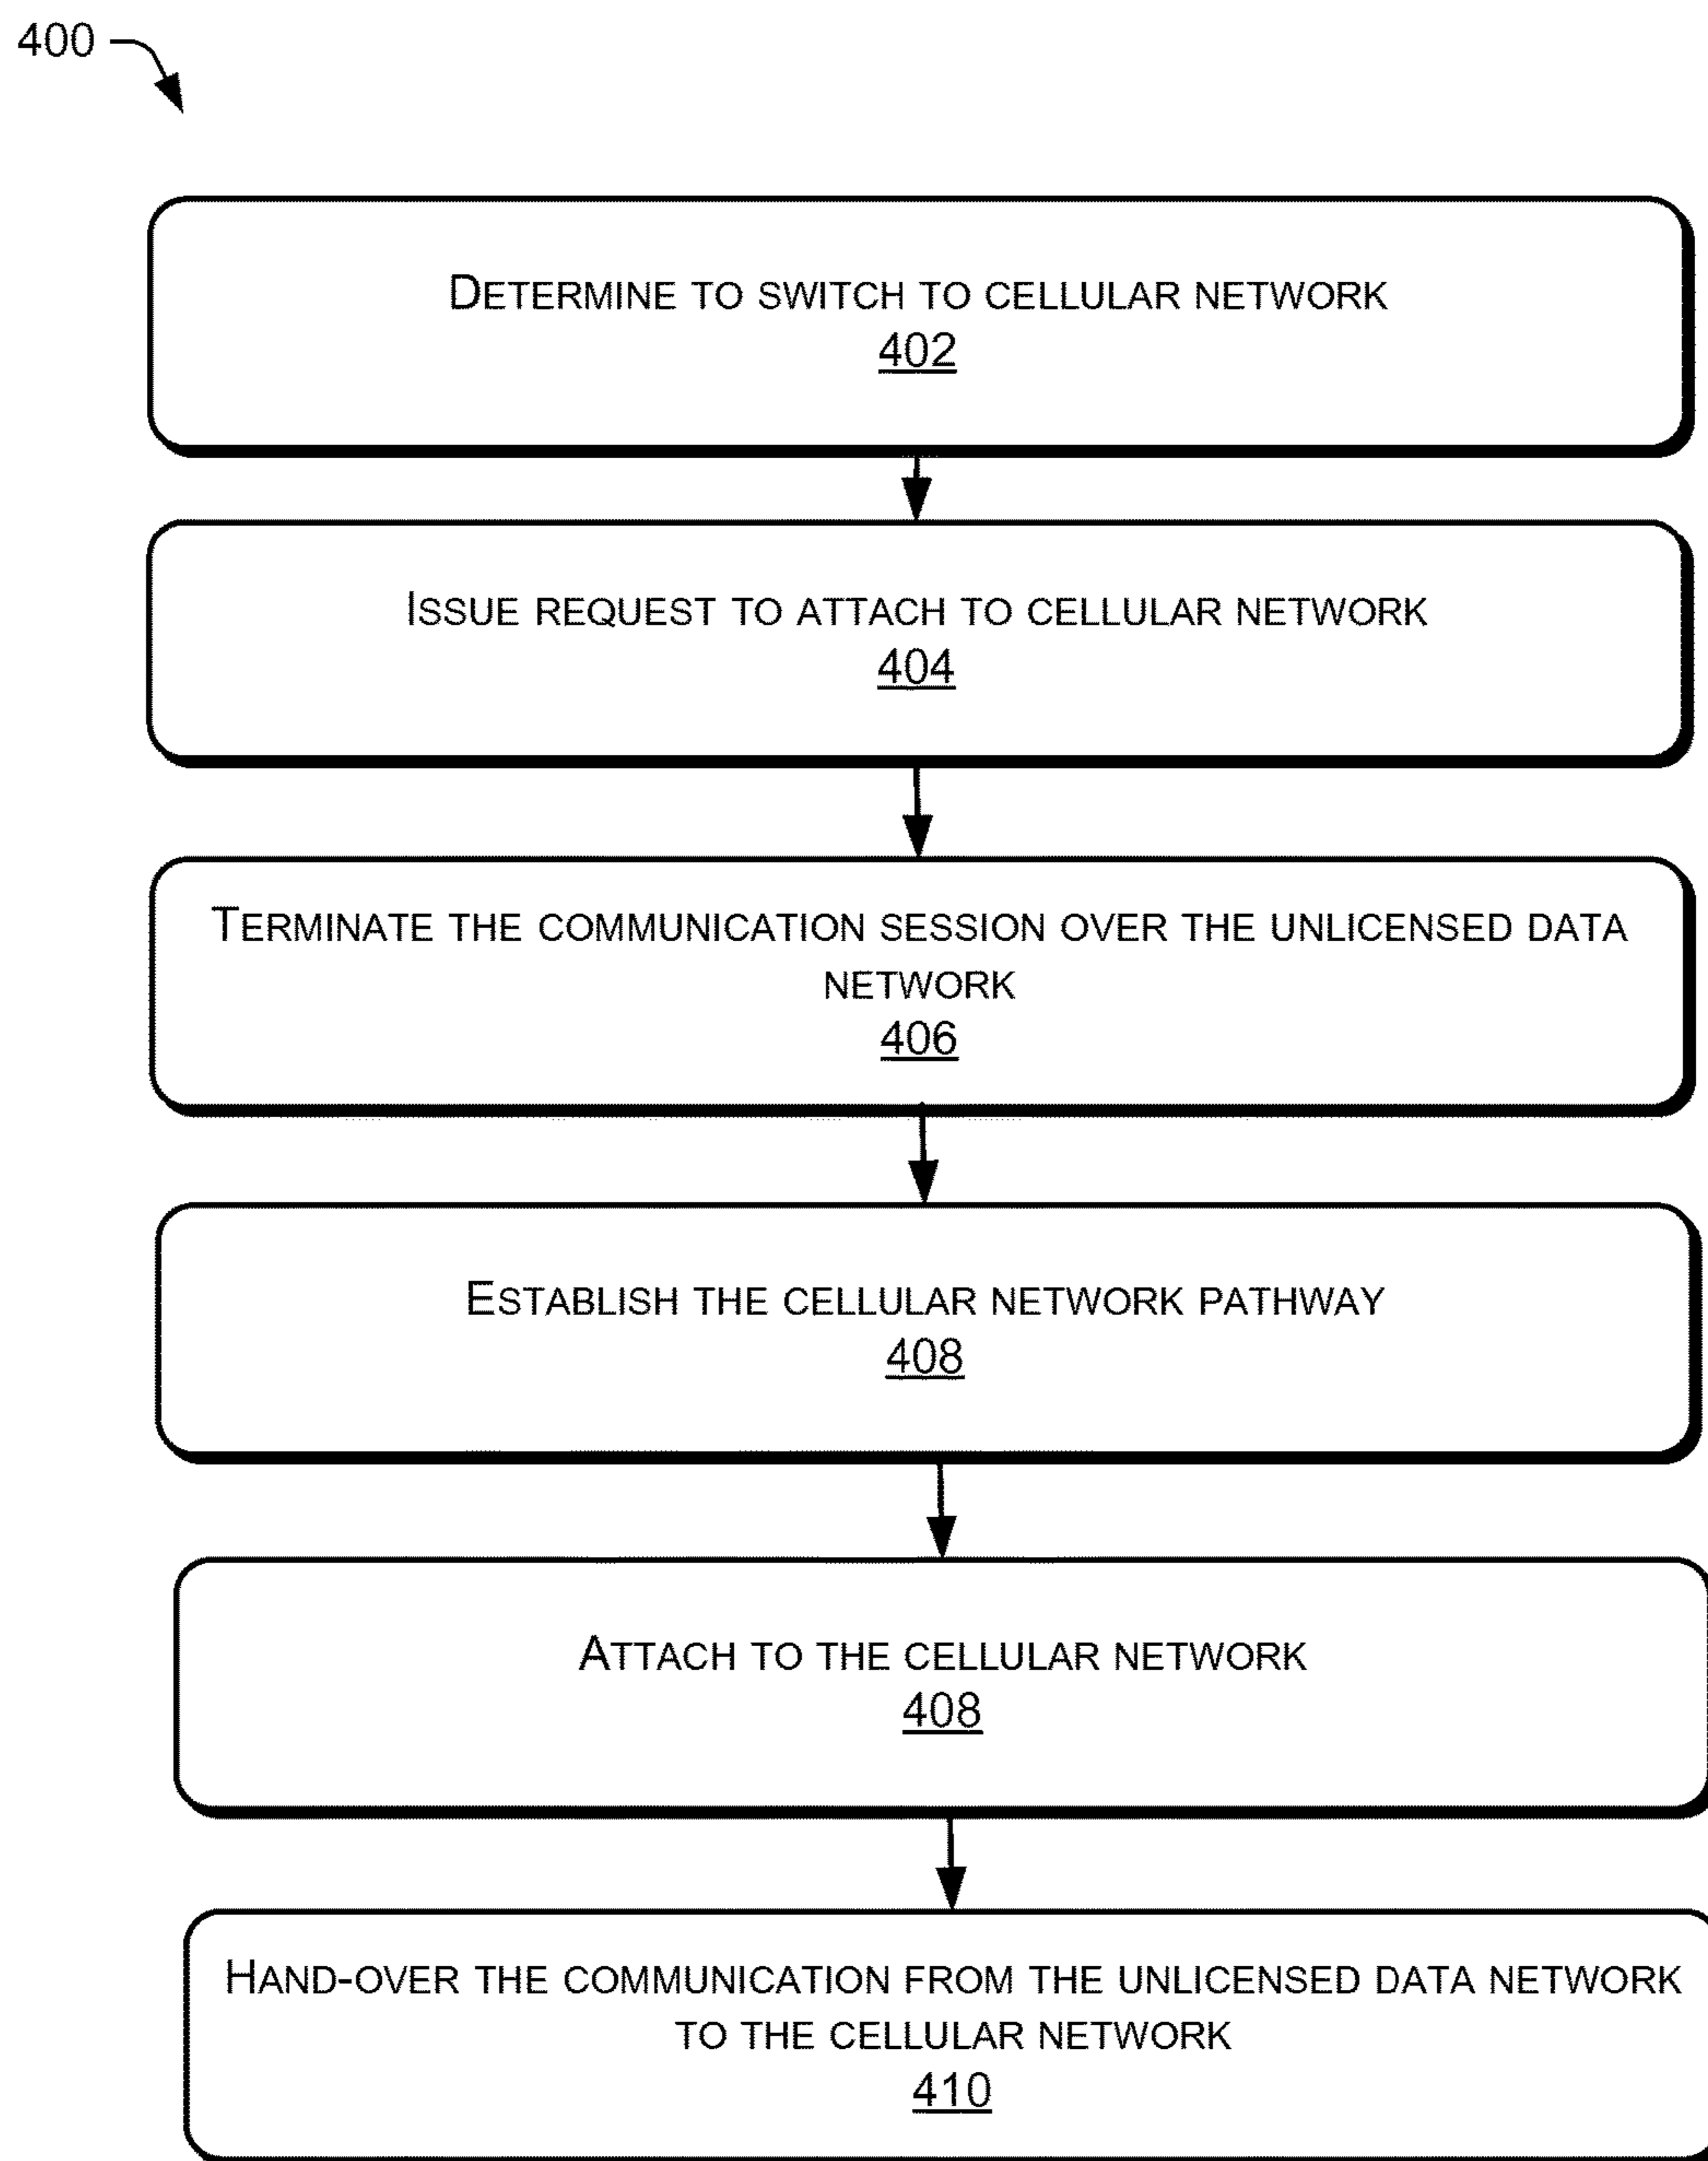 400
DETERMINE TO SWITCH TO CELLULAR NETWORK
402
ISSUE REQUEST TO ATTACH TO CELLULAR NETWORK
404
TERMINATE THE COMMUNICATION SESSION OVER THE UNLICENSED DATA
NETWORK
406
ESTABLISH THE CELLULAR NETWORK PATHWAY
408
ATTACH TO THE CELLULAR NETWORK
408
HAND-OVER THE COMMUNICATION FROM THE UNLICENSED DATA NETWORK
TO THE CELLULAR NETWORK
410